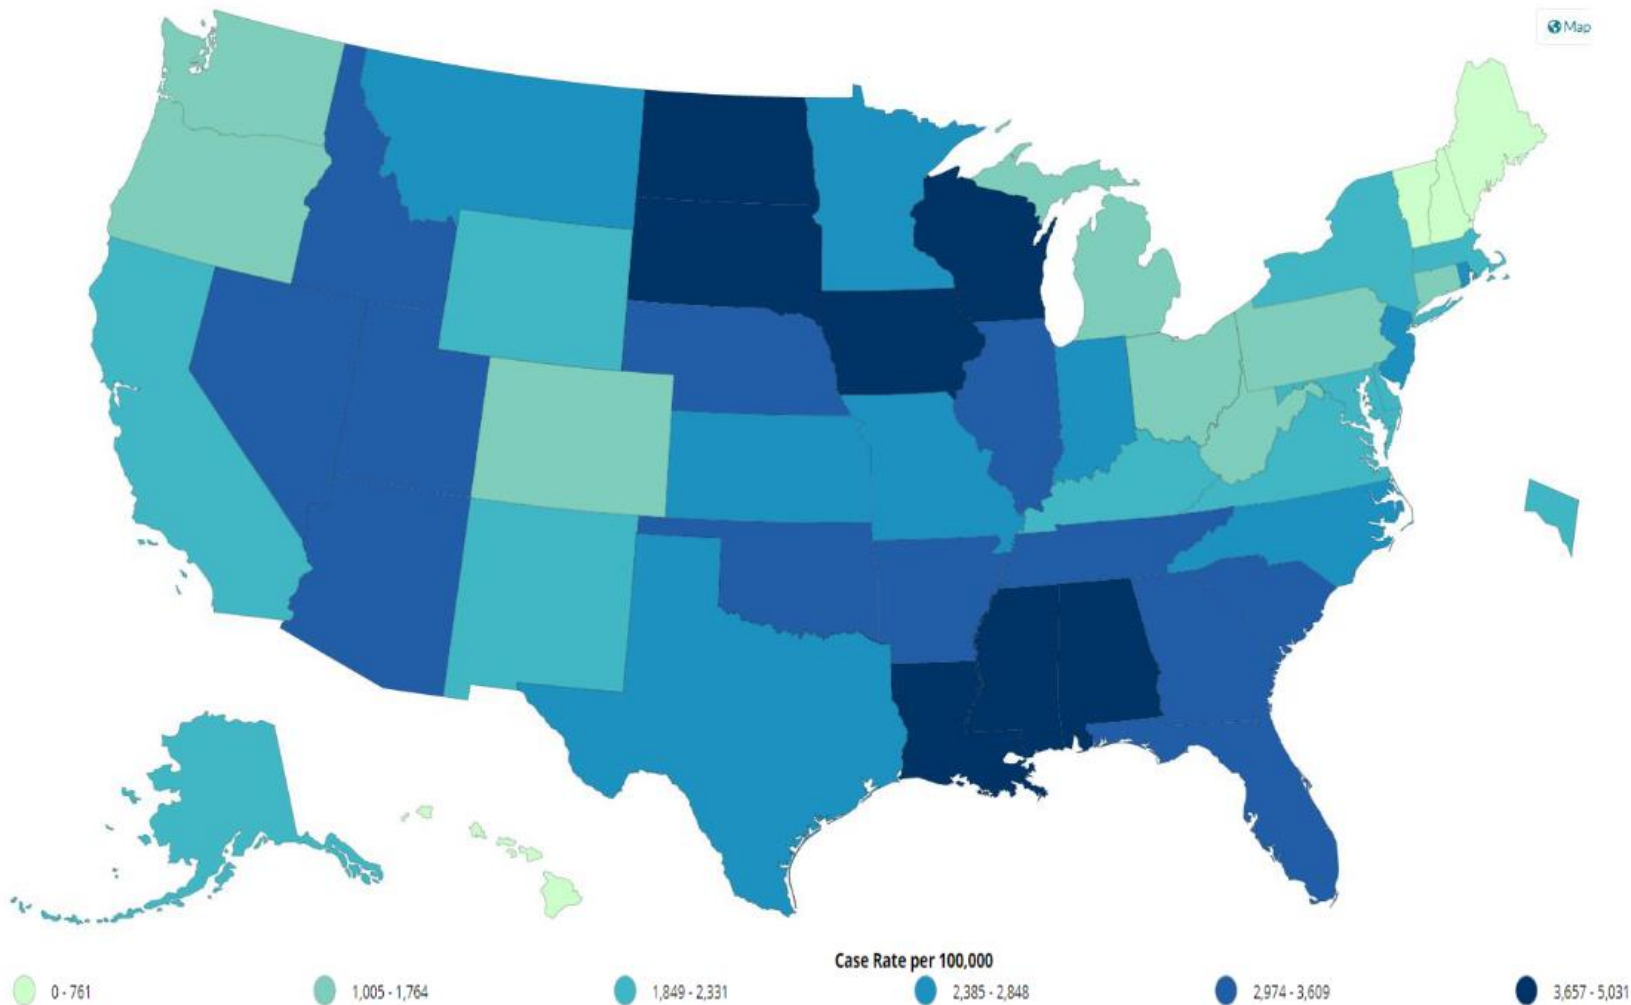 Map
Case Rate per 100,000
0 - 761
1,005 - 1,764
1,849 - 2,331
2,385 - 2,848
2,974 - 3,609
3,657 - 5,031